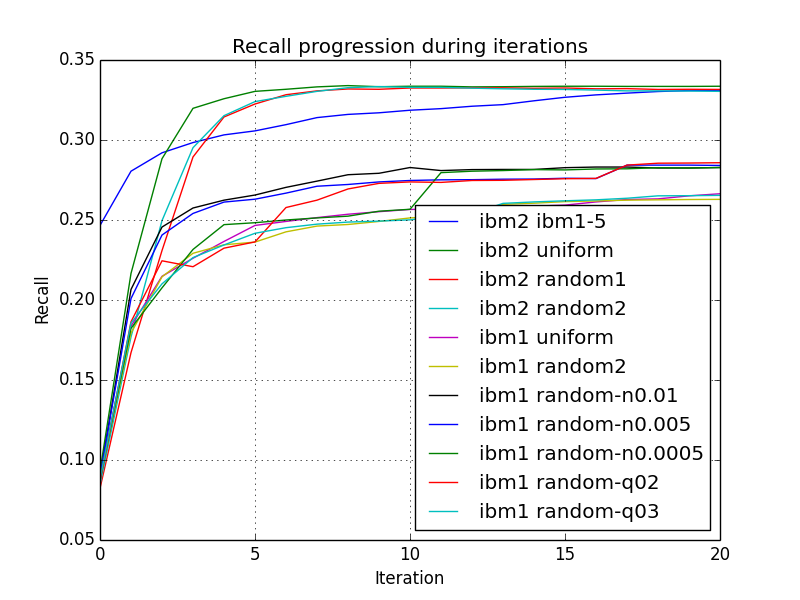 Recall progression during iterations
0.35
0.30
0.25
0.20
0.15
0.10
0.05
Recall
ibm2 ibm1-5
ibm2 uniform
ibm2 random1
ibm2 random2
ibm1 uniform
ibm1 random2
ibm1 random-n0.01
ibm1 random-n0.005
ibm1 random-n0.0005
ibm1 random-q02
ibm1 random-q03
0 5 10 15 20
Iteration